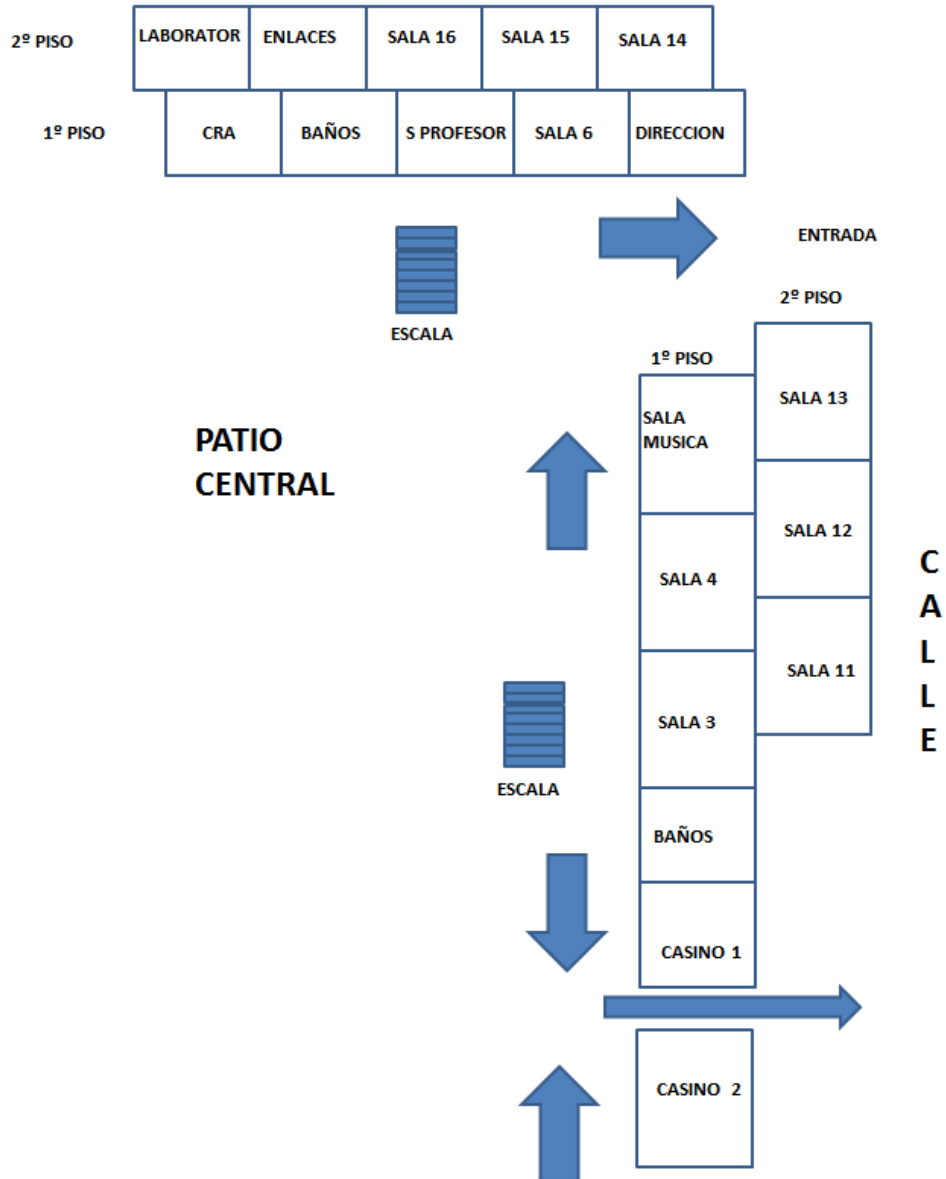 2º PISO
LABORATOR
ENLACES
SALA 16
SALA 15
SALA 14
1º PISO
CRA
BAÑOS
S PROFESOR
SALA 6
DIRECCION
ENTRADA
ESCALA
2º PISO
1º PISO
SALA 13
SALA
MUSICA
PATIO
CENTRAL
SALA 12
SALA 4
CALLE
SALA 11
SALA 3
ESCALA
BAÑOS
CASINO 1
CASINO 2